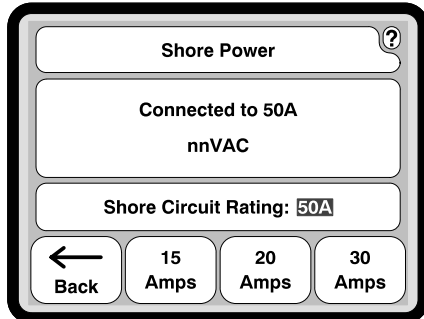 Shore Power
?
Connected to 50A
nnVAC
Shore Circuit Rating: 50A
Back
15
Amps
20
Amps
30
Amps